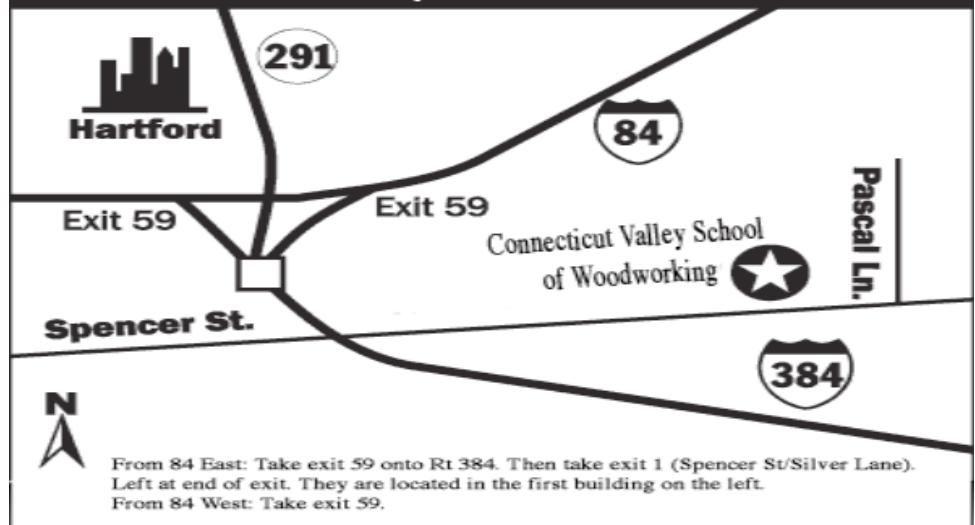 291
Hartford
84
Exit 59
Exit 59
Pascal Ln.
Connecticut Valley School
of Woodworking
Spencer St.
384
N
From 84 East: Take exit 59 onto Rt 384. Then take exit 1 (Spencer St/Silver Lane).
Left at end of exit. They are located in the first building on the left.
From 84 West: Take exit 59.